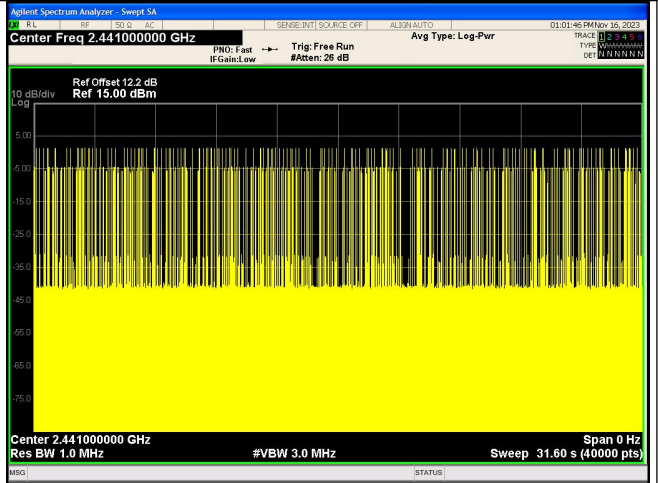 Agilent Spectrum Analyzer - Swept SA
RL RF 50 Ω AC SENSE:INT SOURCE OFF ALIGN AUTO 01:01:46 PM Nov 16, 2023
Center Freq 2.441000000 GHz
PNO: Fast
IFGain:Low
Trig: Free Run
#Atten: 26 dB
Avg Type: Log-Pwr
TRACE 1 2 3 4 5 6
TYPE W
DET N N N N N N
Ref Offset 12.2 dB
10 dB/div Ref 15.00 dBm
Log
5.00
-5.00
-15.0
-25.0
-35.0
-45.0
-55.0
-65.0
-75.0
Center 2.441000000 GHz Span 0 Hz
Res BW 1.0 MHz #VBW 3.0 MHz Sweep 31.60 s (40000 pts)
MSG STATUS